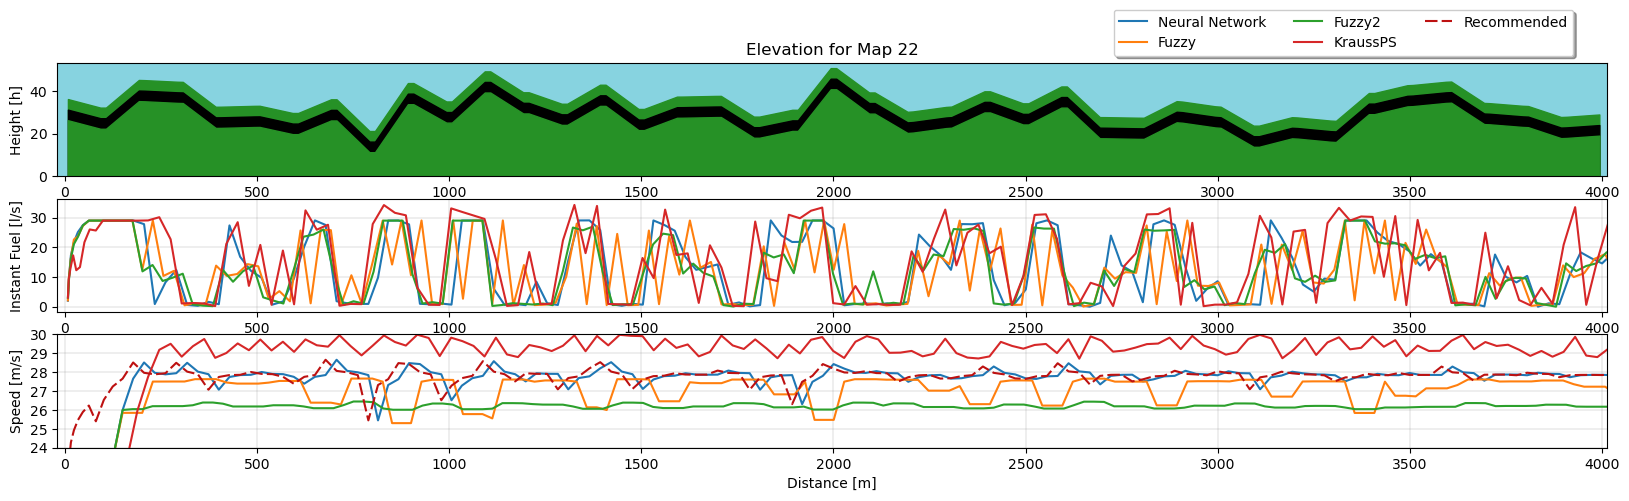 Neural Network Fuzzy2 Recommended
Fuzzy KraussPS
Elevation for Map 22
Height [h]
40
20
0
0 500 1000 1500 2000 2500 3000 3500 4000
Instant Fuel [l/s]
30
20
10
0
0 500 1000 1500 2000 2500 3000 3500 4000
Speed [m/s]
30
29
28
27
26
25
24
0 500 1000 1500 2000 2500 3000 3500 4000
Distance [m]